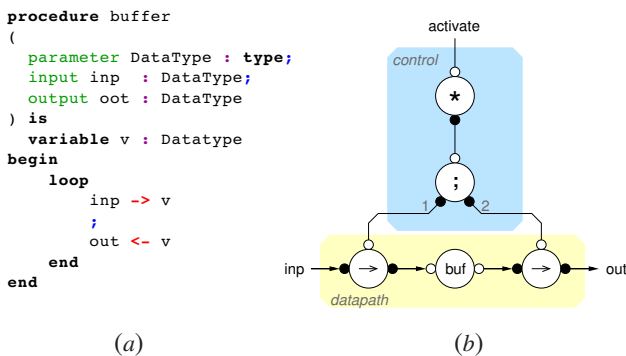 procedure buffer
(
parameter DataType : type;
input inp : DataType;
output oot : DataType
) is
variable v : Datatype
begin
loop
inp -> v
;
out <- v
end
end
(a)
activate
control
*
;
1 2
inp → buf → out
datapath
(b)